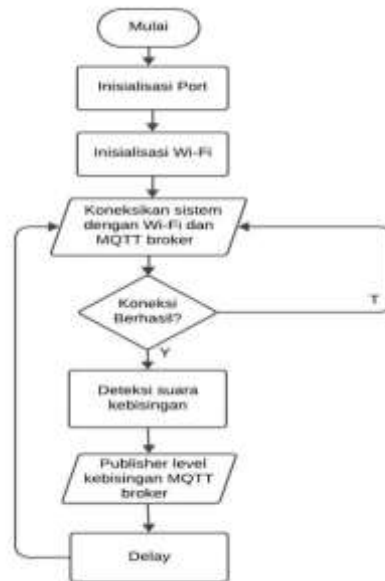 Mulai
Inisialisasi Port
Inisialisasi Wi-Fi
Koneksikan sistem
dengan Wi-Fi dan
MQTT broker
Koneksi
Berhasil?
T
Y
Deteksi suara
kebisingan
Publisher level
kebisingan MQTT
broker
Delay